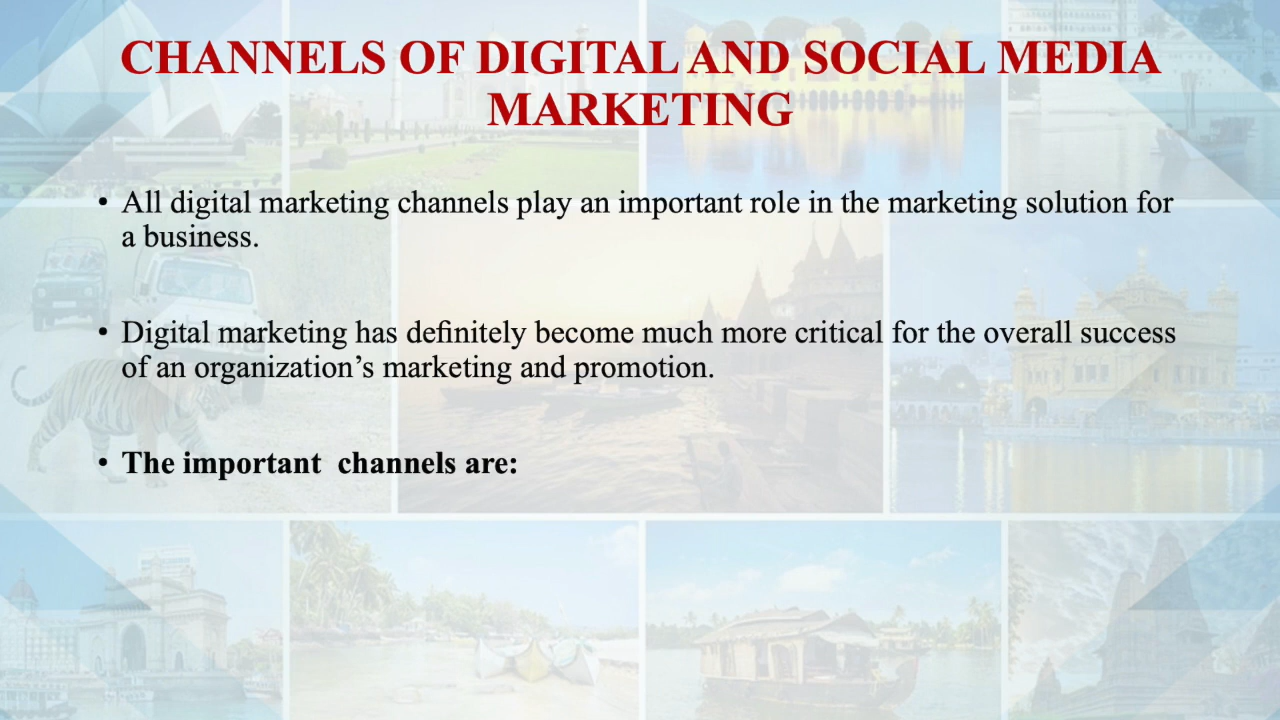 CHANNELS OF DIGITAL AND SOCIAL MEDIA
MARKETING
• All digital marketing channels play an important role in the marketing solution for
a business.
• Digital marketing has definitely become much more critical for the overall success
of an organization’s marketing and promotion.
• The important  channels are: